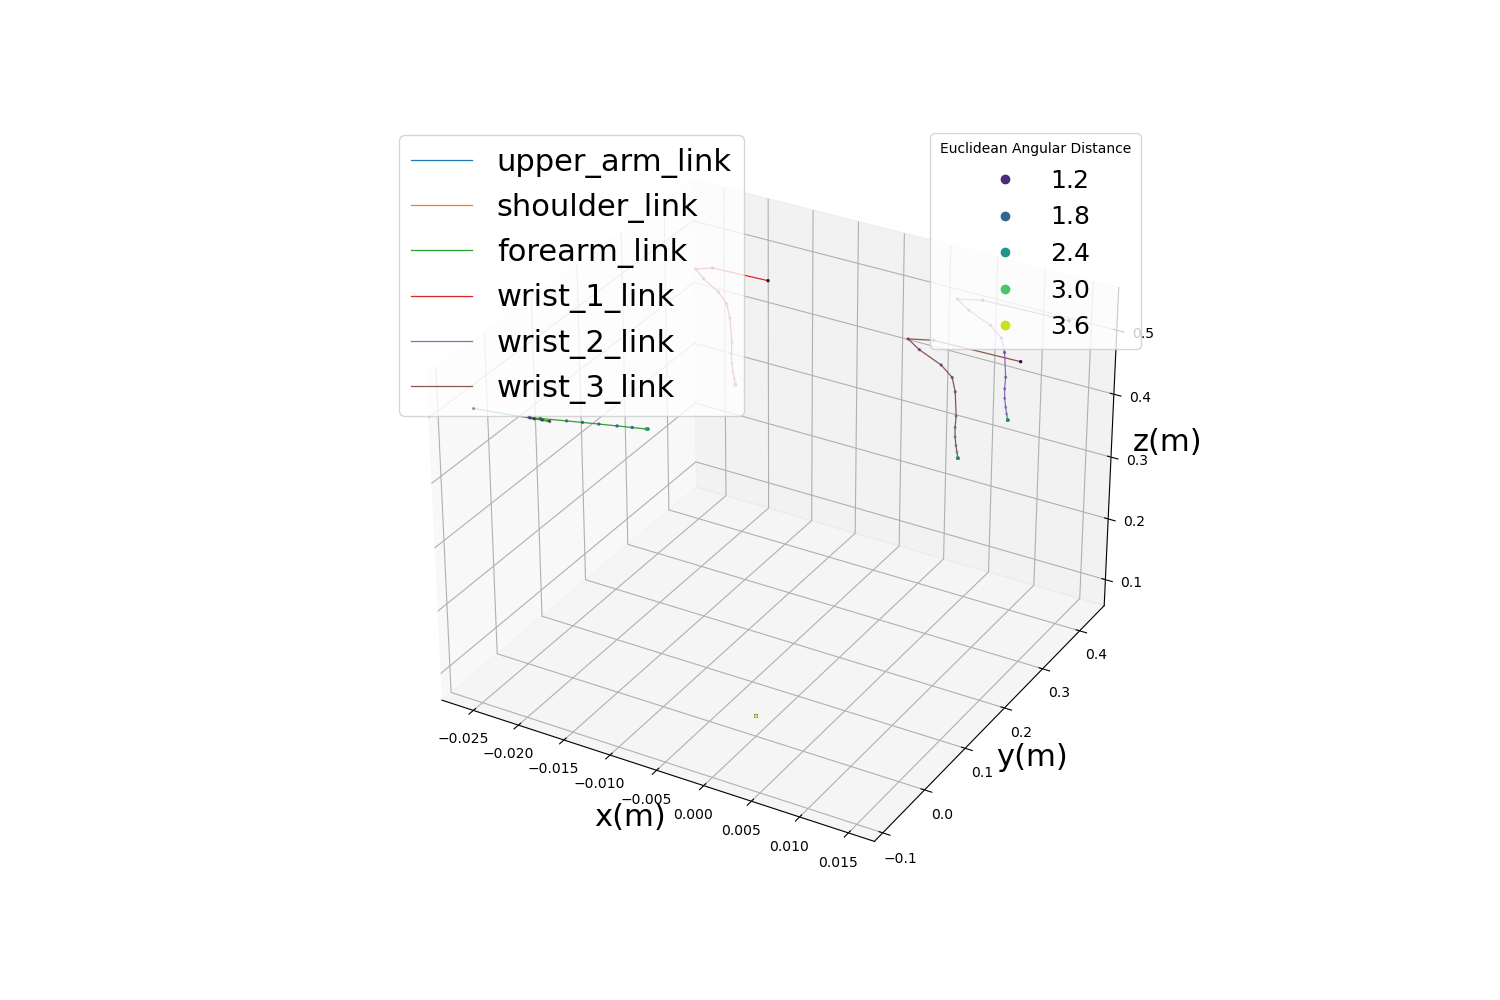 upper_arm_link
shoulder_link
forearm_link
wrist_1_link
wrist_2_link
wrist_3_link
Euclidean Angular Distance
1.2
1.8
2.4
3.0
3.6
0.5
0.4
0.3
0.2
0.1
z(m)
0.4
0.3
0.2
0.1
0.0
−0.1
y(m)
−0.025
−0.020
−0.015
−0.010
−0.005
0.000
0.005
0.010
0.015
x(m)